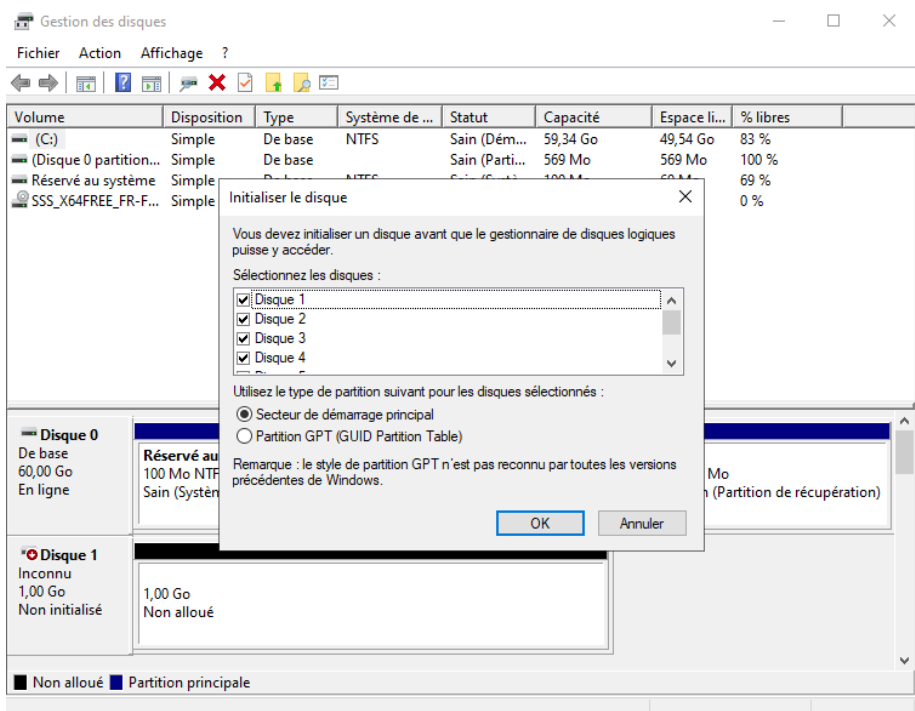 Gestion des disques
Fichier Action Affichage ?
Volume Disposition Type Système de ... Statut Capacité Espace li... % libres
(C:) Simple De base NTFS Sain (Dém... 59,34 Go 49,54 Go 83 %
(Disque 0 partition... Simple De base Sain (Parti... 569 Mo 569 Mo 100 %
Réservé au système Simple 69 %
SSS_X64FREE_FR-F... Simple 0 %
Initialiser le disque
Vous devez initialiser un disque avant que le gestionnaire de disques logiques
puisse y accéder.
Sélectionnez les disques :
Disque 1
Disque 2
Disque 3
Disque 4
Utilisez le type de partition suivant pour les disques sélectionnés :
Secteur de démarrage principal
Partition GPT (GUID Partition Table)
Remarque : le style de partition GPT n'est pas reconnu par toutes les versions
précédentes de Windows.
OK Annuler
Disque 0
De base
60,00 Go
En ligne
Réservé au
100 Mo NTF
Sain (Systèm
Mo
(Partition de récupération)
Disque 1
Inconnu
1,00 Go
Non initialisé
1,00 Go
Non alloué
Non alloué Partition principale